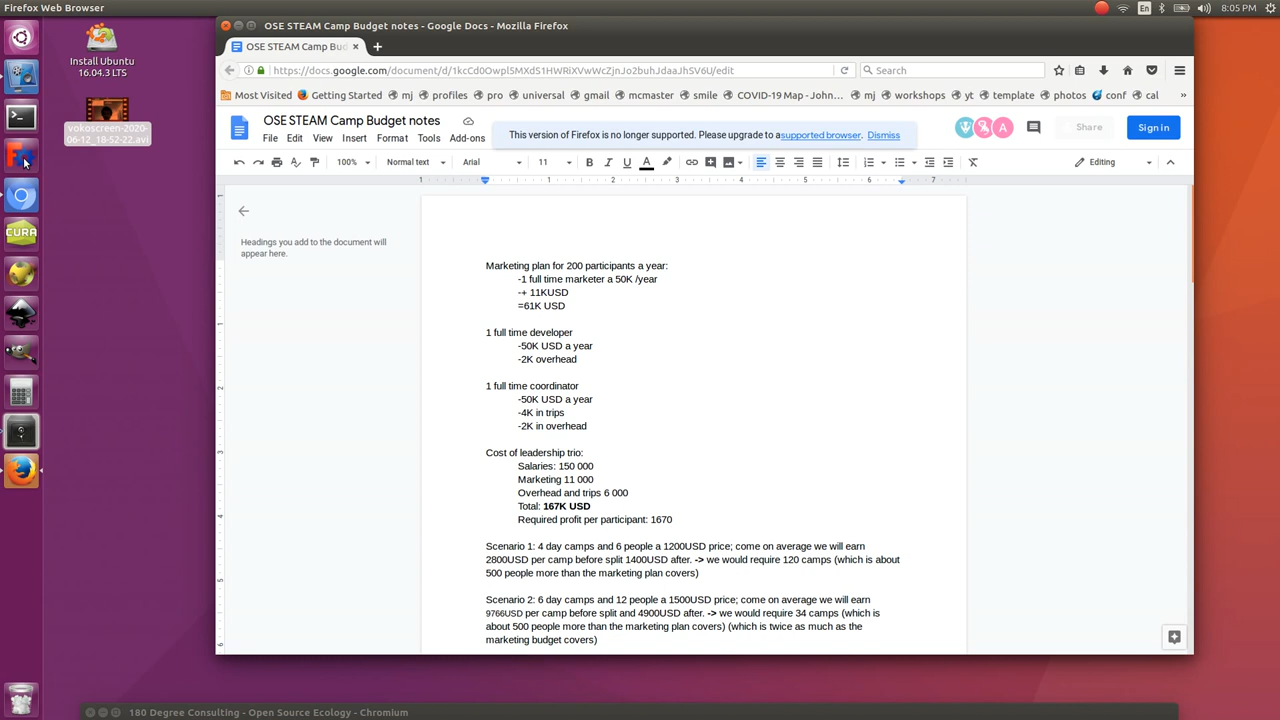 Firefox Web Browser
En
8:05 PM
Install Ubuntu
16.04.3 LTS
vokoscreen-2020-
06-12_18-52-22.avi
CURA
OSE STEAM Camp Budget notes - Google Docs - Mozilla Firefox
OSE STEAM Camp Bud
https://docs.google.com/document/d/1kcCd0Owpl5MXdS1HWRiXVwWcZjnJo2buhJdaaJhSV6U/edit
Search
Most Visited
Getting Started
mj
profiles
pro
universal
gmail
mcmaster
smile
COVID-19 Map - John...
mj
workshops
yt
template
photos
conf
cal
OSE STEAM Camp Budget notes
File Edit View Insert Format Tools Add-ons
This version of Firefox is no longer supported. Please upgrade to a supported browser. Dismiss
A
Share
Sign in
100%
Normal text
Arial
11
Editing
Headings you add to the document will
appear here.
Marketing plan for 200 participants a year:
-1 full time marketer a 50K /year
-+ 11KUSD
=61K USD
1 full time developer
-50K USD a year
-2K overhead
1 full time coordinator
-50K USD a year
-4K in trips
-2K in overhead
Cost of leadership trio:
Salaries: 150 000
Marketing 11 000
Overhead and trips 6 000
Total: 167K USD
Required profit per participant: 1670
Scenario 1: 4 day camps and 6 people a 1200USD price; come on average we will earn
2800USD per camp before split 1400USD after. -> we would require 120 camps (which is about
500 people more than the marketing plan covers)
Scenario 2: 6 day camps and 12 people a 1500USD price; come on average we will earn
9766USD per camp before split and 4900USD after. -> we would require 34 camps (which is
about 500 people more than the marketing plan covers) (which is twice as much as the
marketing budget covers)
180 Degree Consulting - Open Source Ecology - Chromium